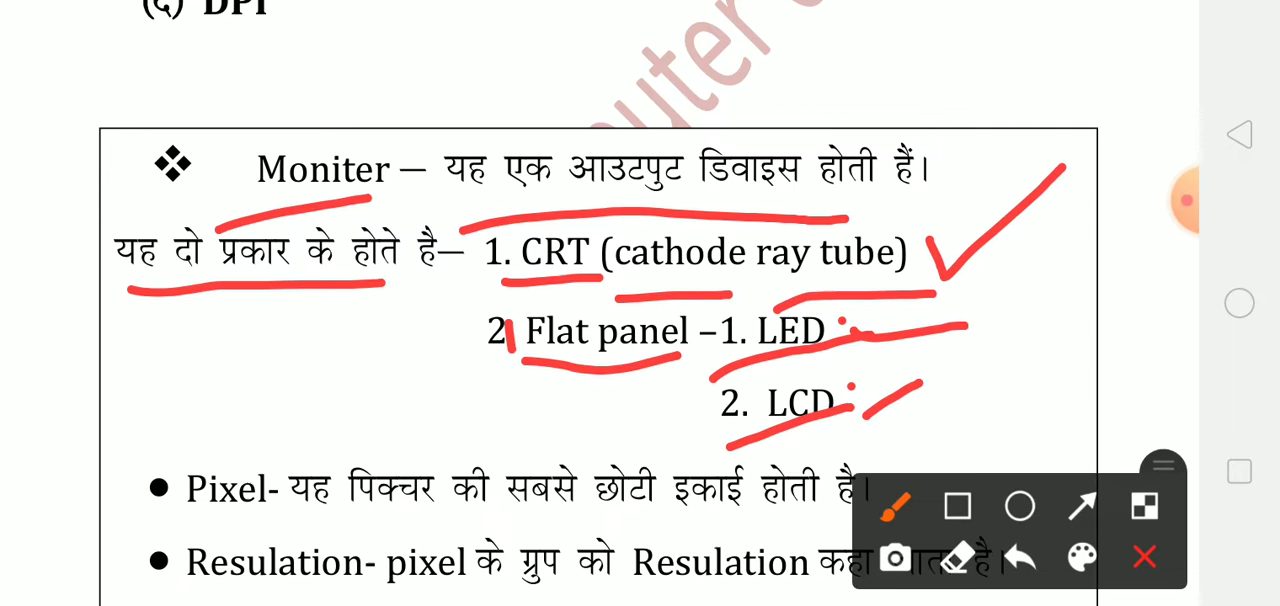 (द) DPI
❖ Moniter – यह एक आउटपुट डिवाइस होती हैं।
यह दो प्रकार के होते है– 1. CRT (cathode ray tube)
2. Flat panel –1. LED
2. LCD
• Pixel- यह पिक्चर की सबसे छोटी इकाई होती है।
• Resulation- pixel के ग्रुप को Resulation कहा है।
uter